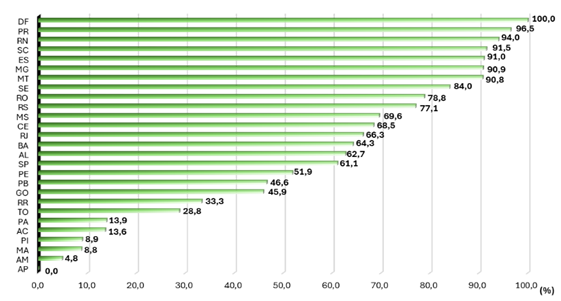 DF 100,0
PR 96,5
RN 94,0
SC 91,5
ES 91,0
MG 90,9
MT 90,8
SE 84,0
RO 78,8
RS 77,1
MS 69,6
CE 68,5
RJ 66,3
BA 64,3
AL 62,7
SP 61,1
PE 51,9
PB 46,6
GO 45,9
RR 33,3
TO 28,8
PA 13,9
AC 13,6
PI 8,9
MA 8,8
AM 4,8
AP 0,0
0,0 10,0 20,0 30,0 40,0 50,0 60,0 70,0 80,0 90,0 100,0 (%)